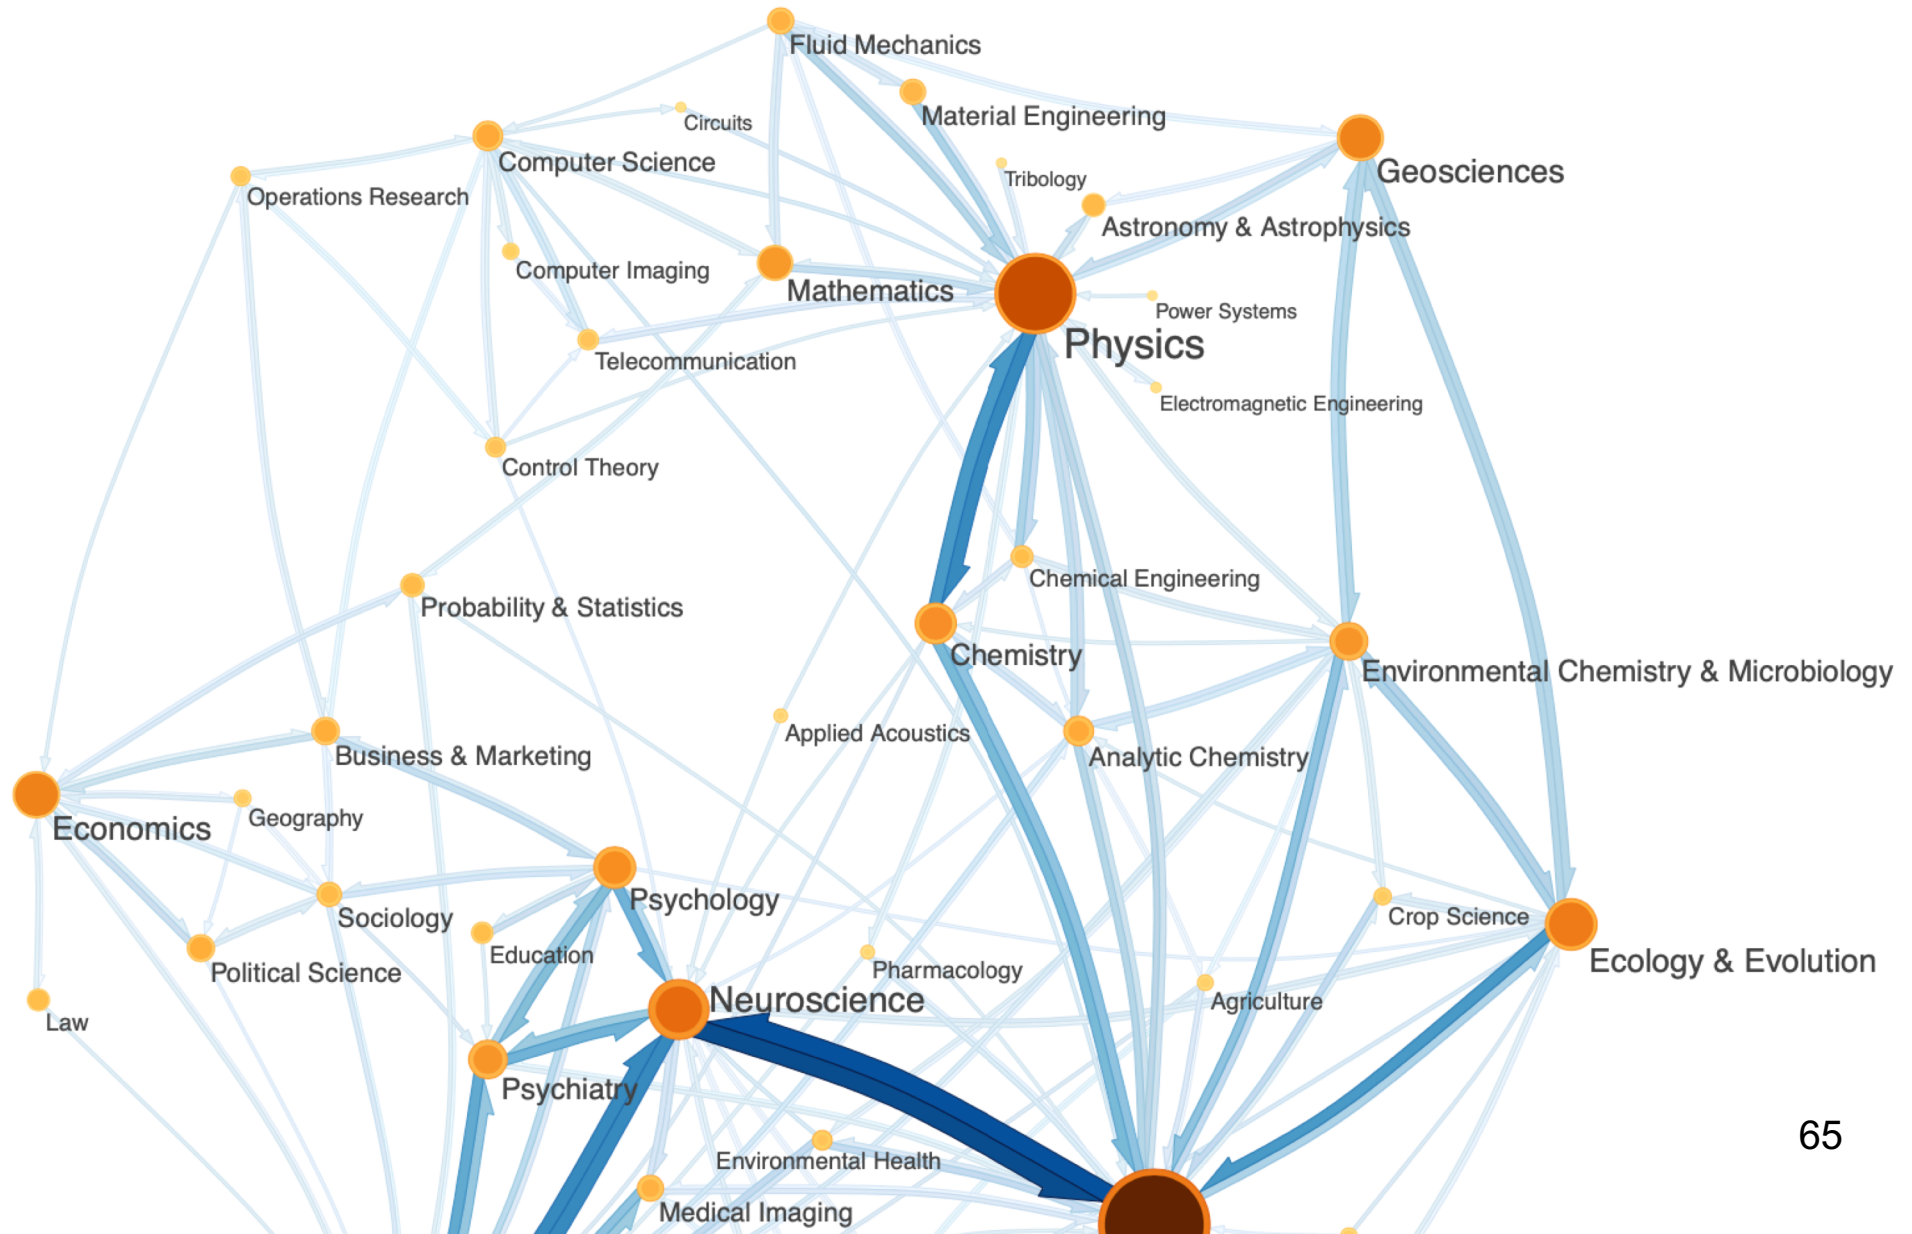 Fluid Mechanics
Material Engineering
Circuits
Computer Science
Geosciences
Tribology
Operations Research
Astronomy & Astrophysics
Computer Imaging
Mathematics
Power Systems
Physics
Telecommunication
Electromagnetic Engineering
Control Theory
Chemical Engineering
Probability & Statistics
Chemistry
Environmental Chemistry & Microbiology
Applied Acoustics
Business & Marketing
Analytic Chemistry
Geography
Economics
Psychology
Sociology
Crop Science
Education
Ecology & Evolution
Political Science
Pharmacology
Neuroscience
Agriculture
Law
Psychiatry
65
Environmental Health
Medical Imaging